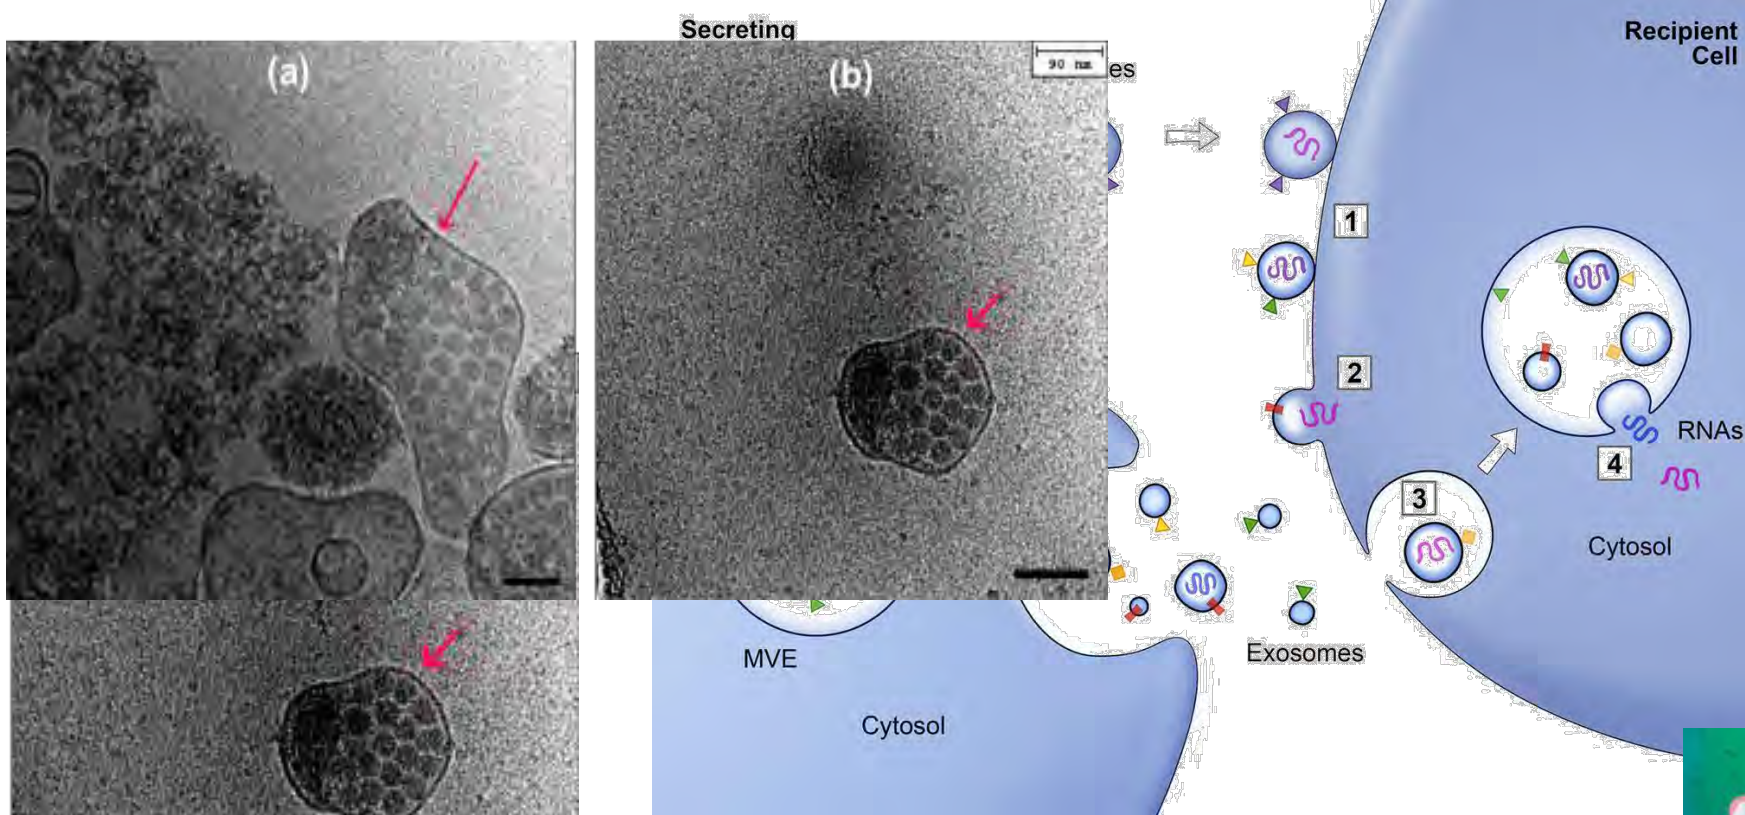 Secreting
Recipient
Cell
(a)
(b)
90 nm
es
1
2
RNAs
4
3
Cytosol
Exosomes
MVE
Cytosol